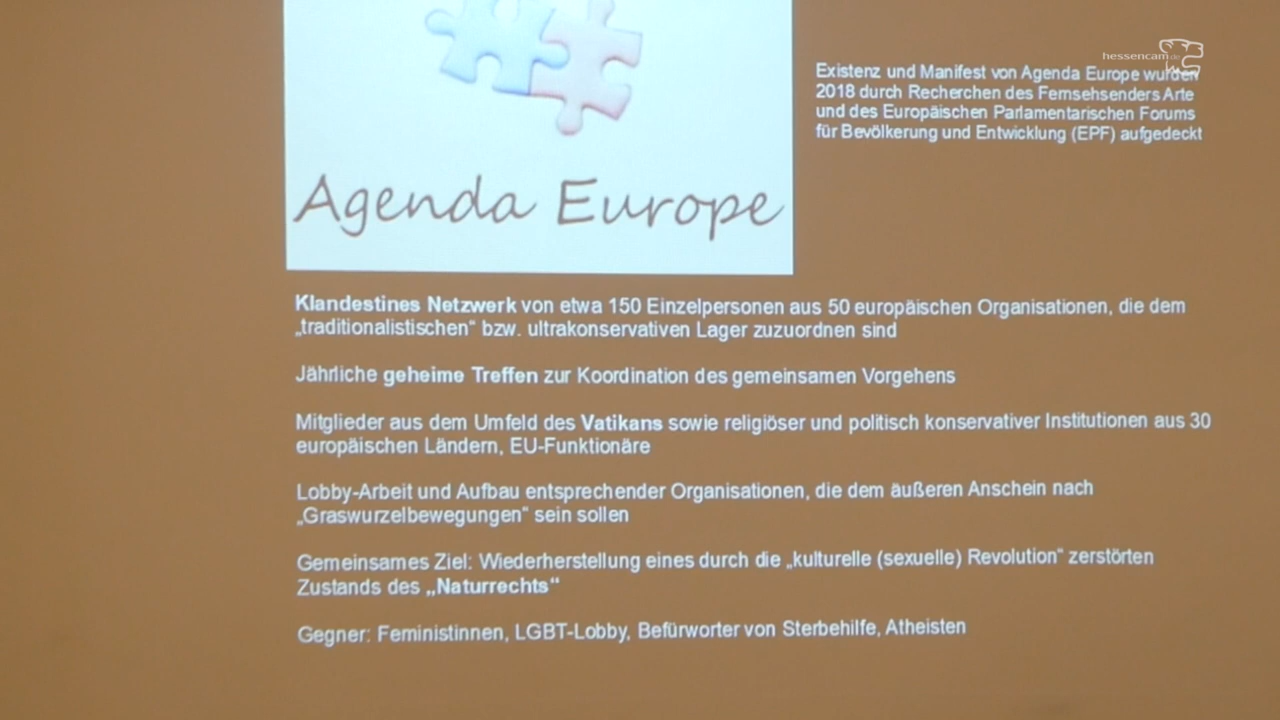 hessencam.de
Existenz und Manifest von Agenda Europe wurden
2018 durch Recherchen des Fernsehsenders Arte
und des Europäischen Parlamentarischen Forums
für Bevölkerung und Entwicklung (EPF) aufgedeckt
Agenda Europe
Klandestines Netzwerk von etwa 150 Einzelpersonen aus 50 europäischen Organisationen, die dem
„traditionalistischen“ bzw. ultrakonservativen Lager zuzuordnen sind
Jährliche geheime Treffen zur Koordination des gemeinsamen Vorgehens
Mitglieder aus dem Umfeld des Vatikans sowie religiöser und politisch konservativer Institutionen aus 30
europäischen Ländern, EU-Funktionäre
Lobby-Arbeit und Aufbau entsprechender Organisationen, die dem äußeren Anschein nach
„Graswurzelbewegungen“ sein sollen
Gemeinsames Ziel: Wiederherstellung eines durch die „kulturelle (sexuelle) Revolution“ zerstörten
Zustands des „Naturrechts“
Gegner: Feministinnen, LGBT-Lobby, Befürworter von Sterbehilfe, Atheisten